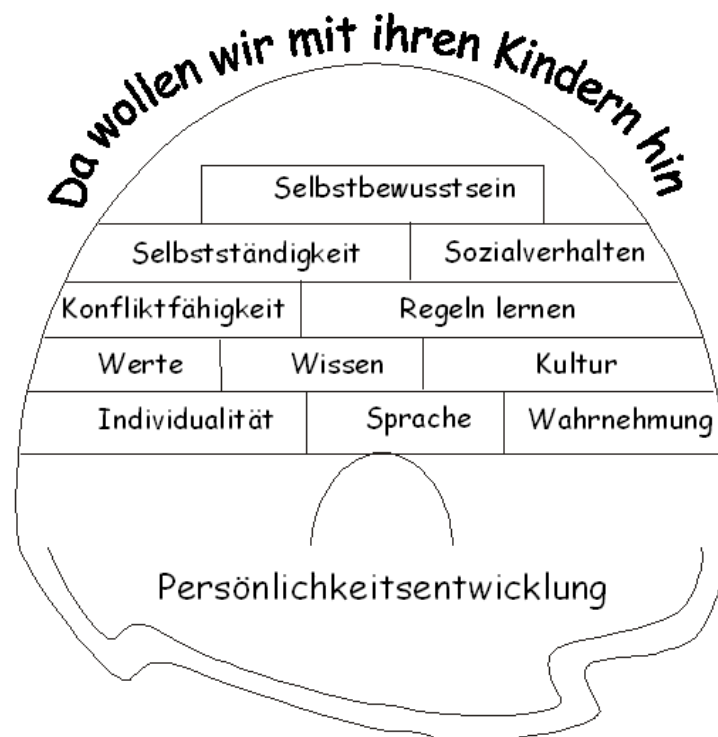 Da wollen wir mit ihren Kindern hin
Selbstbewusstsein
Selbstständigkeit Sozialverhalten
Konfliktfähigkeit Regeln lernen
Werte Wissen Kultur
Individualität Sprache Wahrnehmung
Persönlichkeitsentwicklung